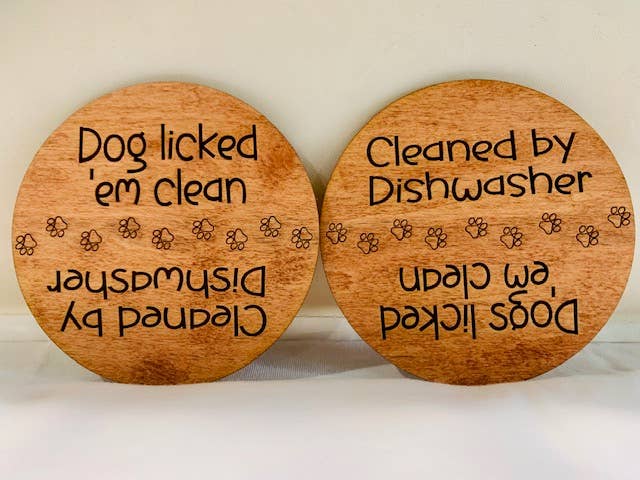 Dog licked
'em clean
Cleaned by
Dishwasher
Cleaned by
Dishwasher
Dogs licked
'em clean